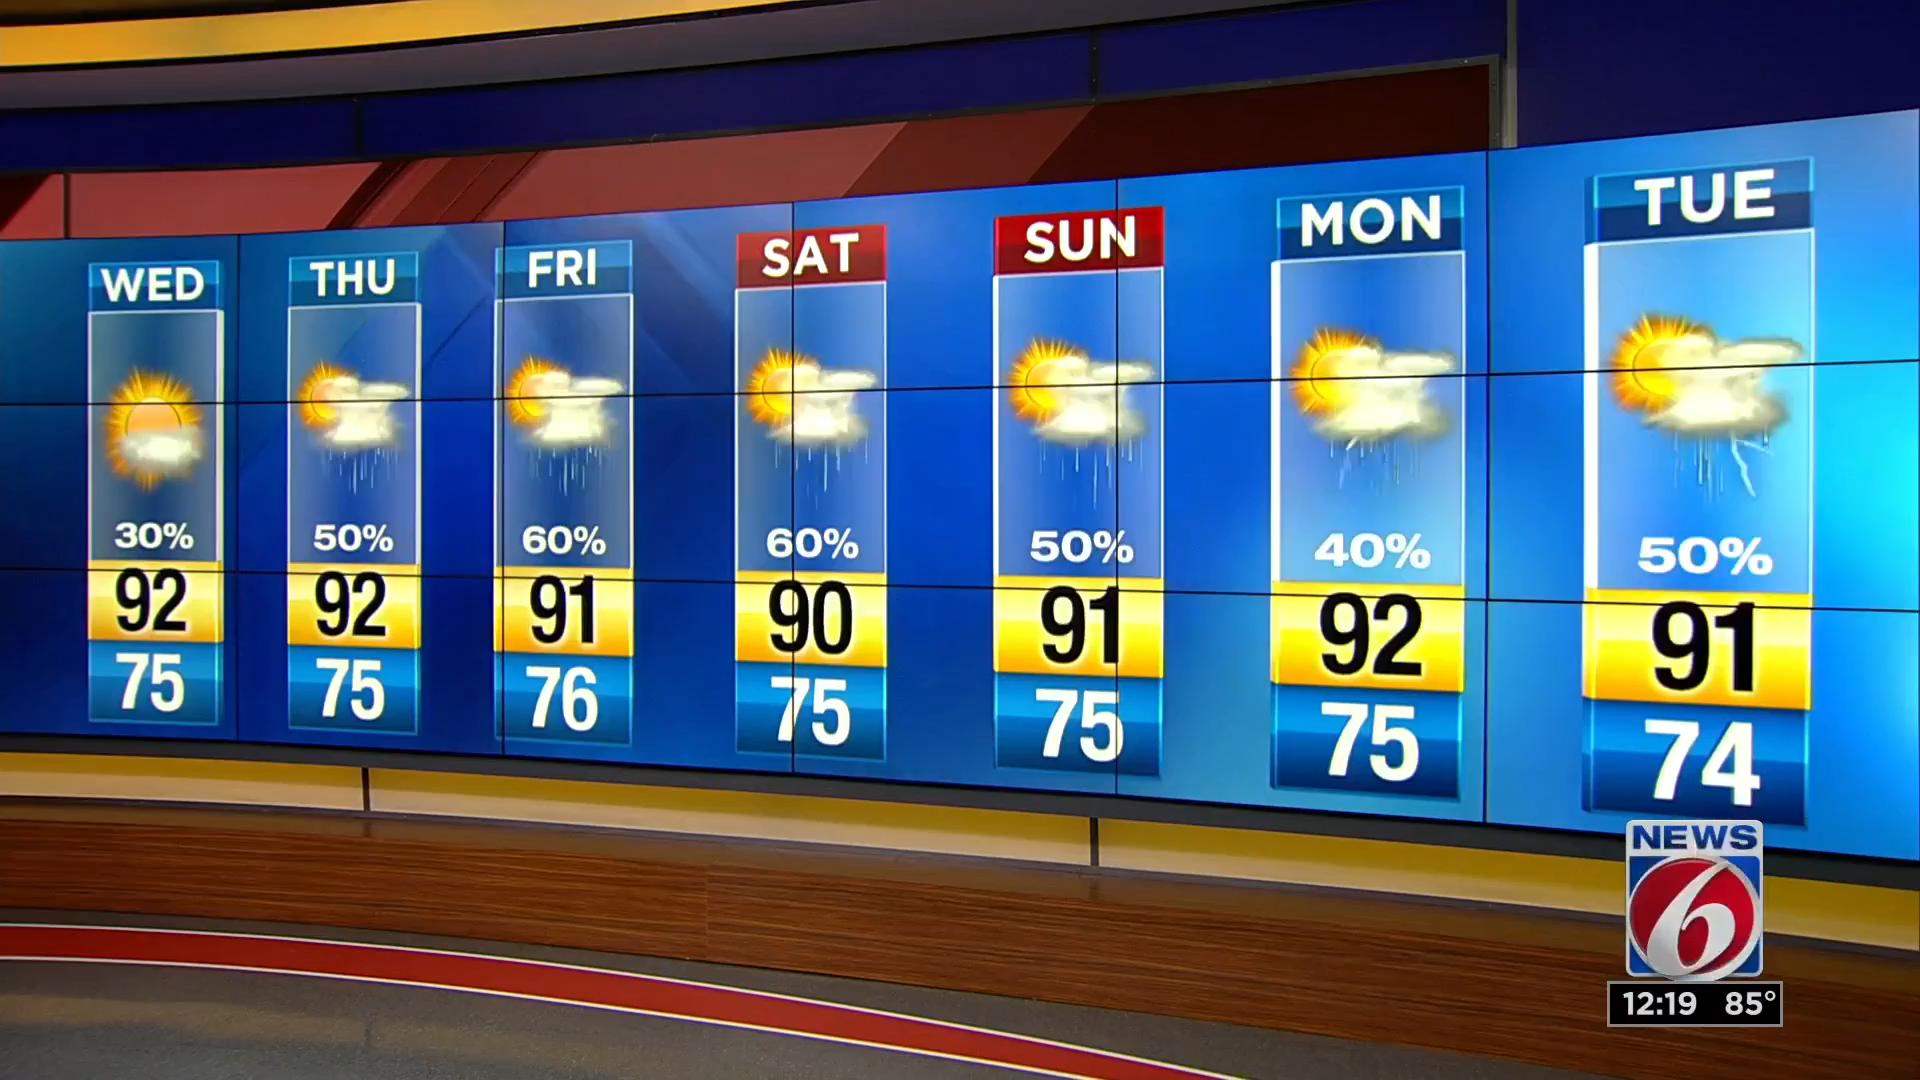 WED THU FRI SAT SUN MON TUE
30% 50% 60% 60% 50% 40% 50%
92 92 91 90 91 92 91
75 75 76 75 75 75 74
NEWS
6
12:19 85°